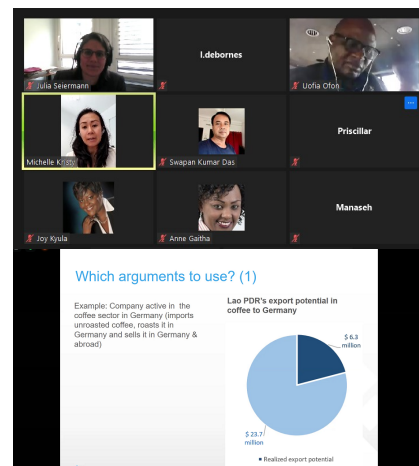 Julia Seiermann
l.debornes
Uofia Ofon
Michelle Kristy
Swapan Kumar Das
Priscillar
Joy Kyula
Anne Gaitha
Manaseh
Which arguments to use? (1)
Example: Company active in the
coffee sector in Germany (imports
unroasted coffee, roasts it in
Germany and sells it in Germany &
abroad)
Lao PDR's export potential in
coffee to Germany
$ 6.3
million
$ 23.7
million
Realized export potential